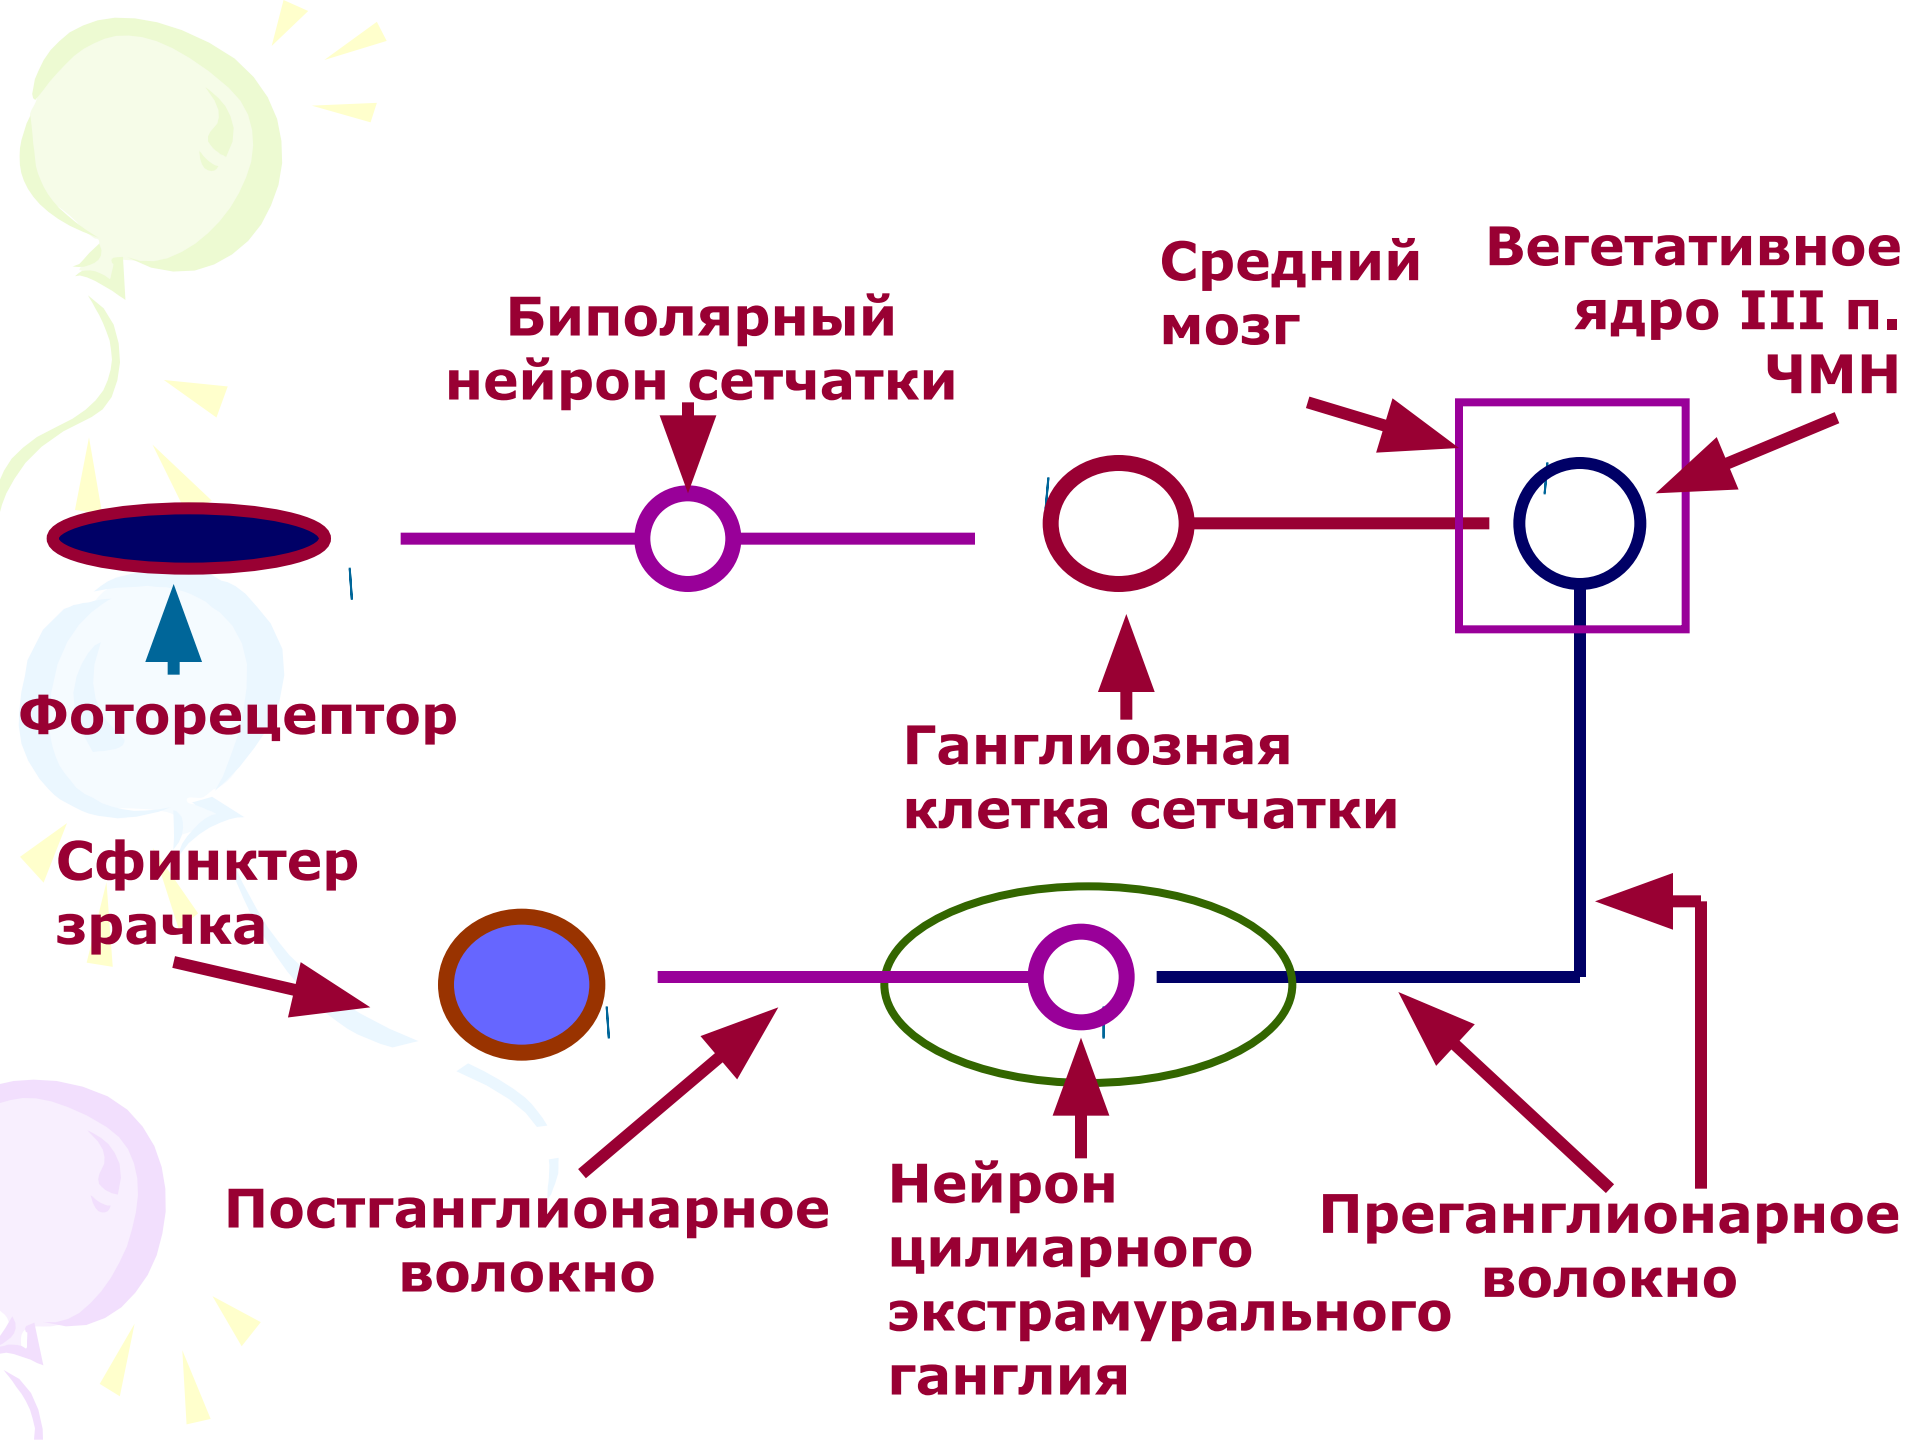 Средний
мозг
Вегетативное
ядро III п.
ЧМН
Биполярный
нейрон сетчатки
Фоторецептор
Ганглиозная
клетка сетчатки
Сфинктер
зрачка
Постганглионарное
волокно
Нейрон
цилиарного
экстрамурального
ганглия
Преганглионарное
волокно